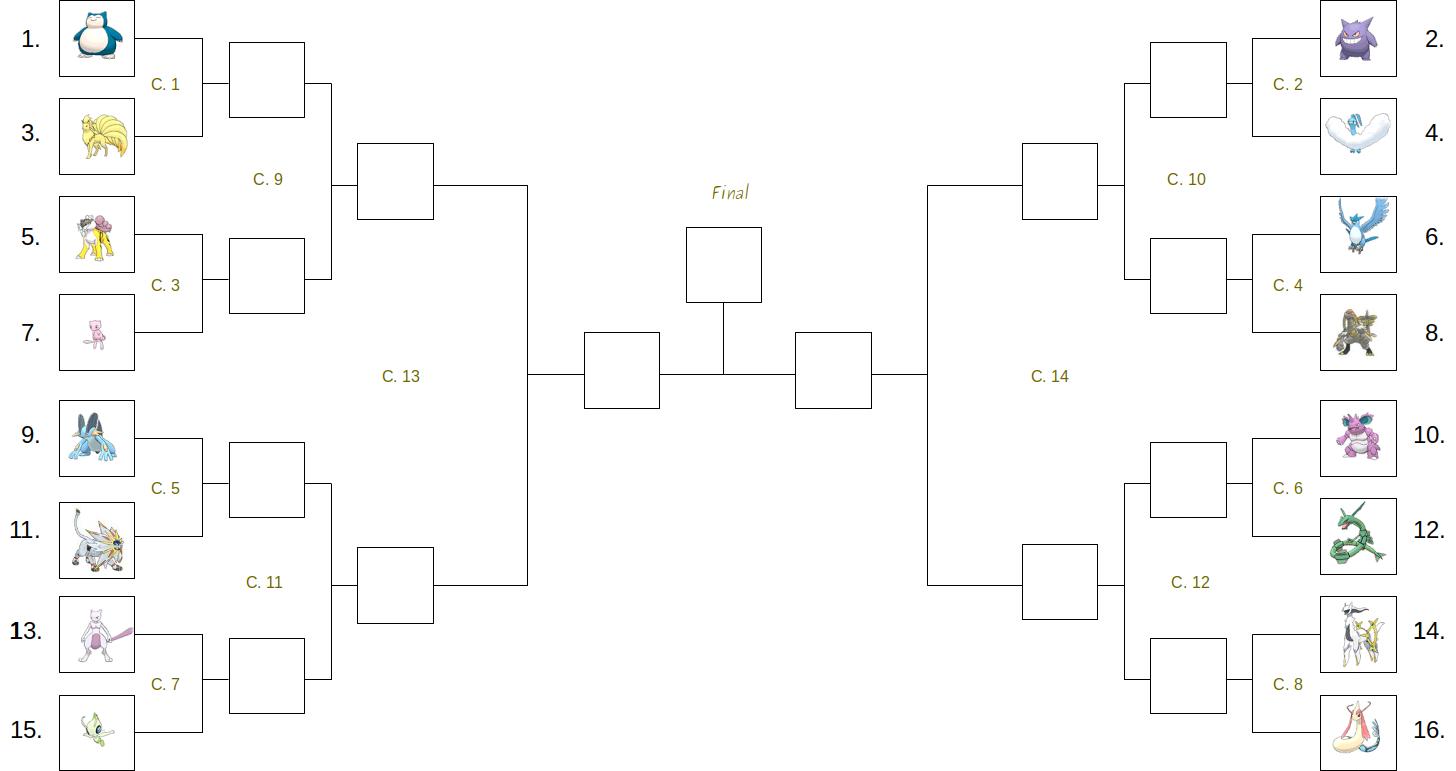 1.
2.
C. 1
C. 2
3.
4.
C. 9
C. 10
Final
5.
6.
C. 3
C. 4
7.
8.
C. 13
C. 14
9.
10.
C. 5
C. 6
11.
12.
C. 11
C. 12
13.
14.
C. 7
C. 8
15.
16.